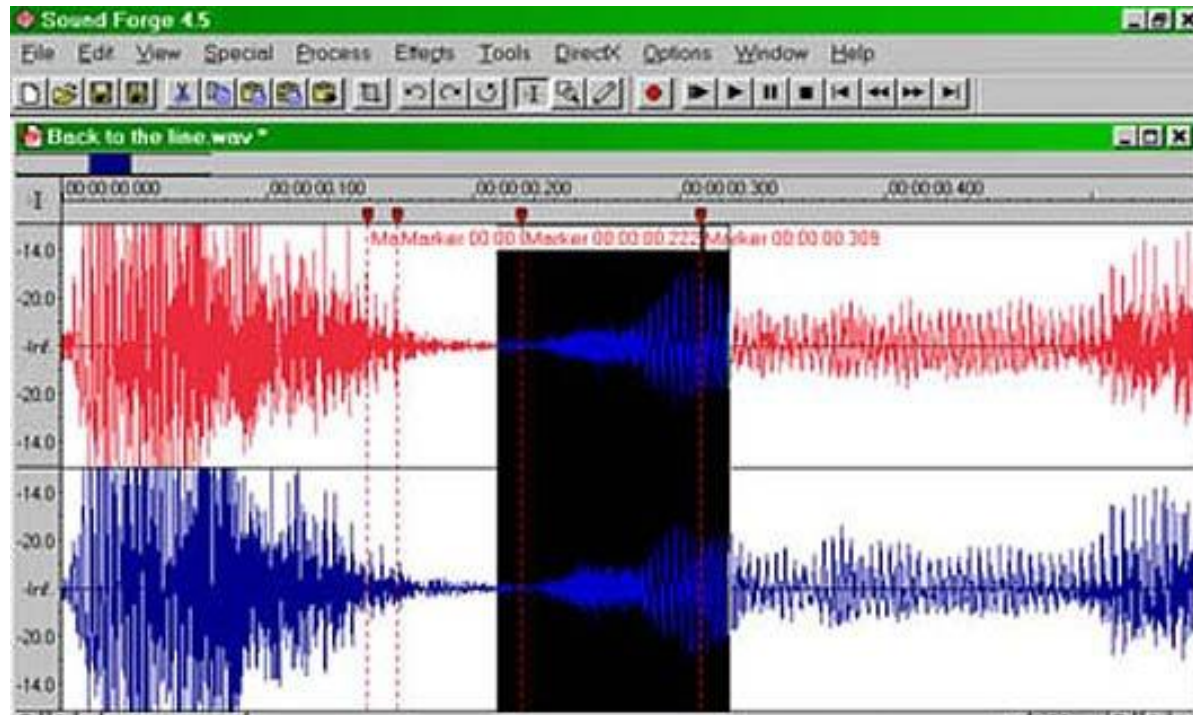 Sound Forge 4.5
File Edit View Special Process Effects Tools DirectX Options Window Help
Back to the line.wav *
00:00:00.000 ,00:00:00.100 ,00:00:00.200 ,00:00:00.300 ,00:00:00.400
Marker 00:00: Marker 00:00:00.222 Marker 00:00:00.309
-14.0
-20.0
-Inf.
-20.0
-14.0
-14.0
-20.0
-Inf.
-20.0
-14.0